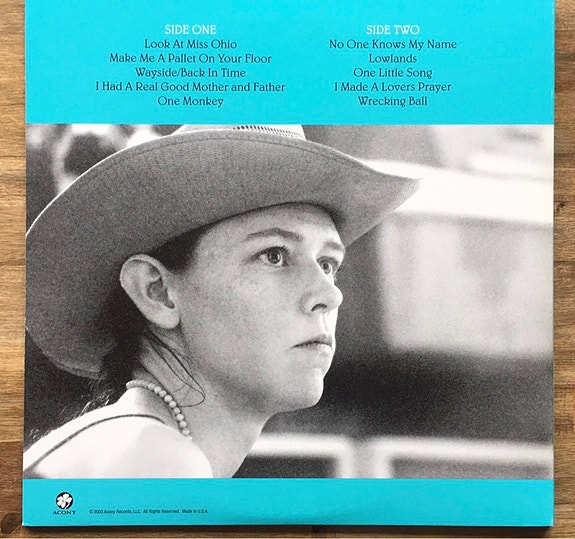 SIDE ONE
Look At Miss Ohio
Make Me A Pallet On Your Floor
Wayside/Back In Time
I Had A Real Good Mother and Father
One Monkey
SIDE TWO
No One Knows My Name
Lowlands
One Little Song
I Made A Lovers Prayer
Wrecking Ball
ACONY
© 2003 Acony Records, LLC. All Rights Reserved. Made in U.S.A.